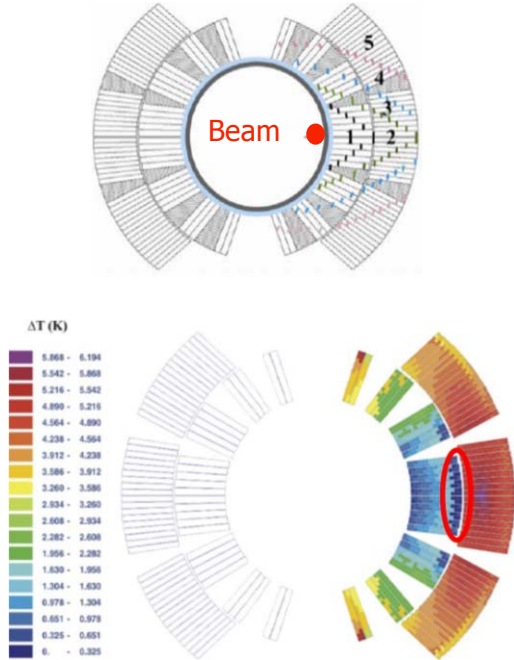 5
4
3
Beam
1
2
ΔT (K)
5.868 - 6.194
5.542 - 5.868
5.216 - 5.542
4.890 - 5.216
4.564 - 4.890
4.238 - 4.564
3.912 - 4.238
3.586 - 3.912
3.260 - 3.586
2.934 - 3.260
2.608 - 2.934
2.282 - 2.608
1.956 - 2.282
1.630 - 1.956
1.304 - 1.630
0.978 - 1.304
0.651 - 0.978
0.325 - 0.651
0. - 0.325